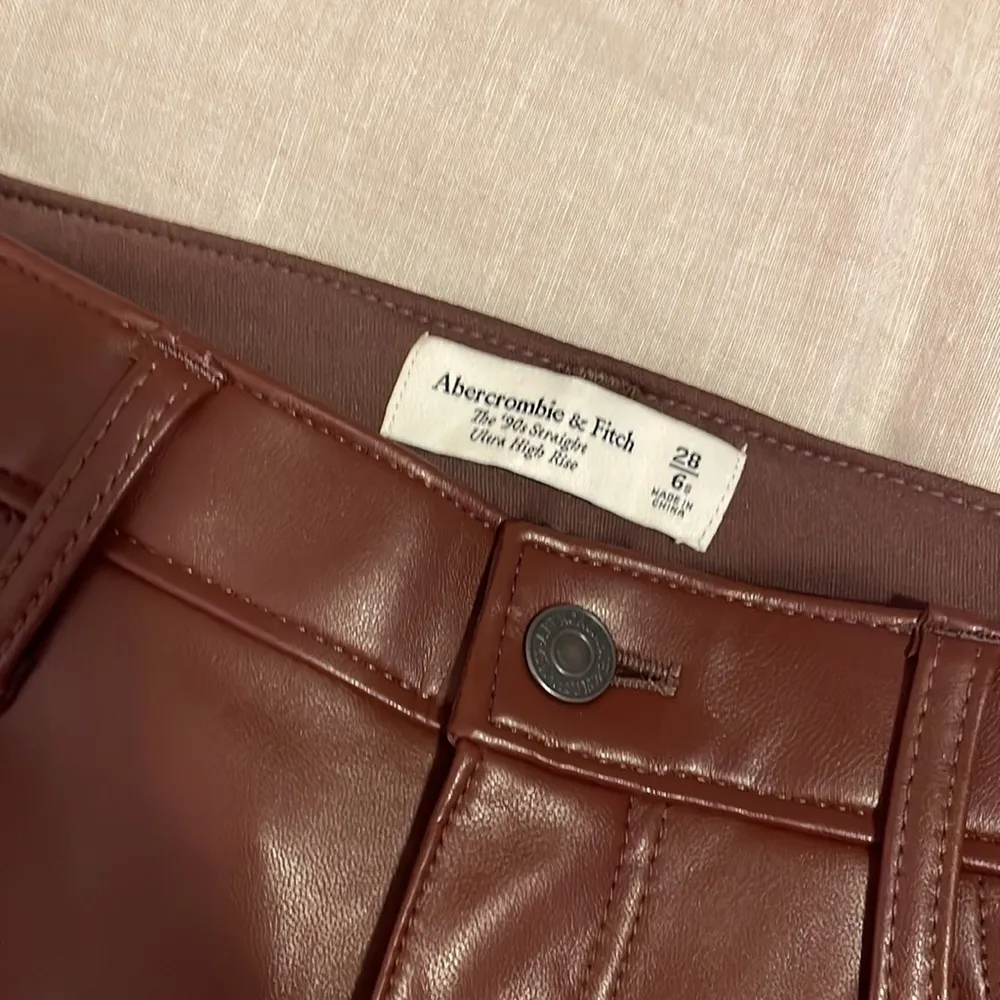 Abercrombie & Fitch
The '90s Straight
Ultra High Rise
28
6S
MADE IN
CHINA